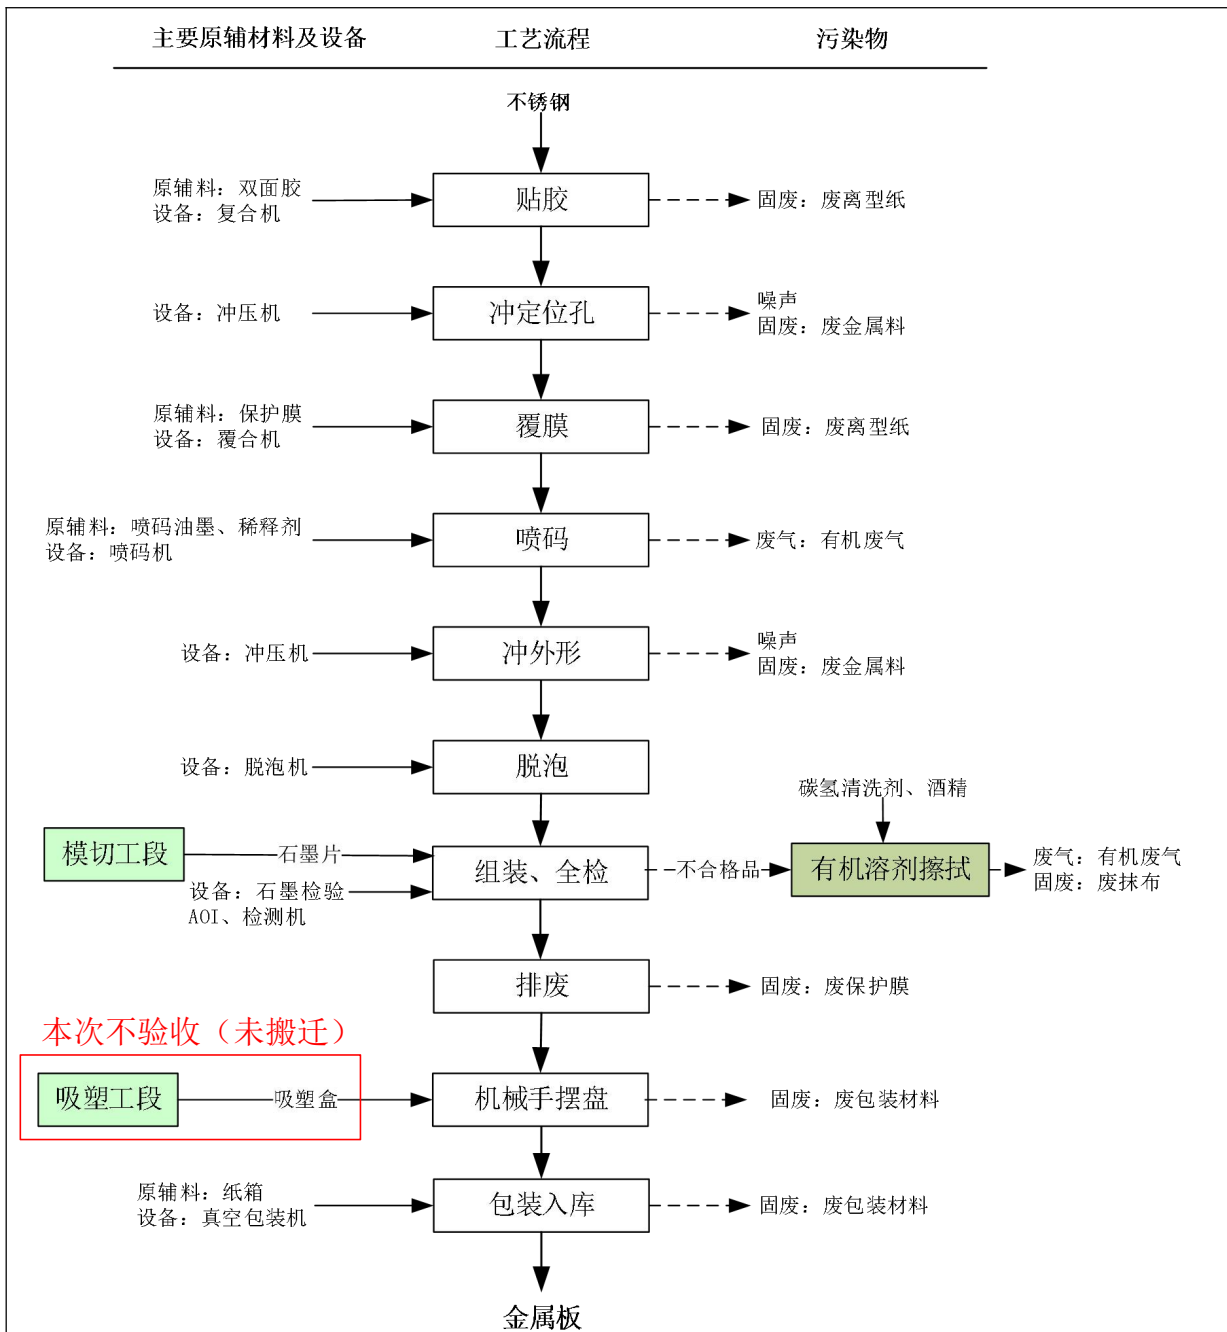 主要原辅材料及设备
工艺流程
污染物
不锈钢
原辅料：双面胶
设备：复合机
贴胶
固废：废离型纸
设备：冲压机
冲定位孔
噪声
固废：废金属料
原辅料：保护膜
设备：覆合机
覆膜
固废：废离型纸
原辅料：喷码油墨、稀释剂
设备：喷码机
喷码
废气：有机废气
设备：冲压机
冲外形
噪声
固废：废金属料
设备：脱泡机
脱泡
碳氢清洗剂、酒精
模切工段
石墨片
设备：石墨检验
AOI、检测机
组装、全检
不合格品
有机溶剂擦拭
废气：有机废气
固废：废抹布
排废
固废：废保护膜
本次不验收（未搬迁）
吸塑工段
吸塑盒
机械手摆盘
固废：废包装材料
原辅料：纸箱
设备：真空包装机
包装入库
固废：废包装材料
金属板